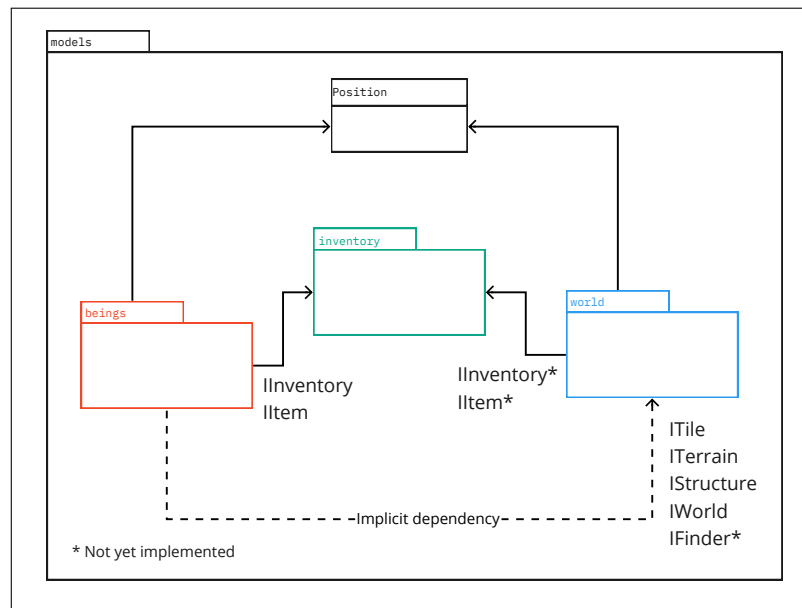 models
Position
inventory
beings
world
IInventory
IItem
IInventory*
IItem*
ITile
ITerrain
IStructure
IWorld
IFinder*
Implicit dependency
* Not yet implemented